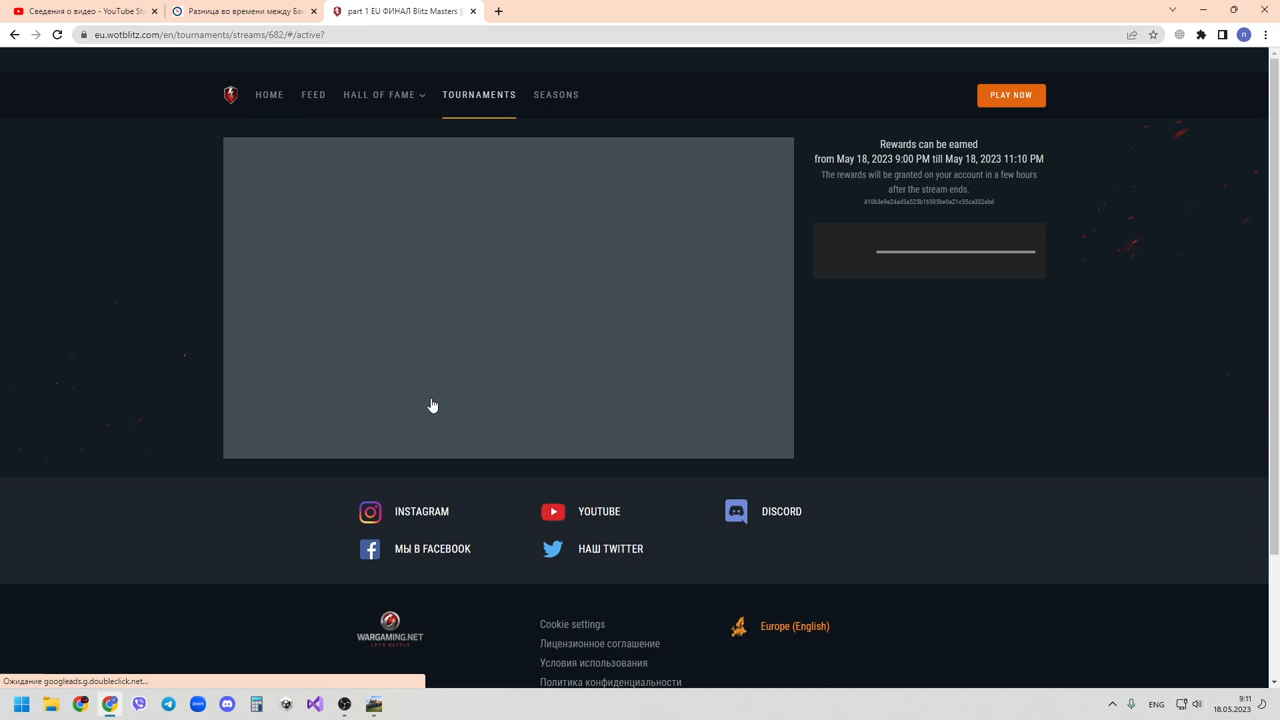 Сведения о видео - YouTube St
Разница во времени между Ба
part 1 EU ФИНАЛ Blitz Masters |
eu.wotblitz.com/en/tournaments/streams/682/#/active?
n
HOME
FEED
HALL OF FAME
TOURNAMENTS
SEASONS
PLAY NOW
Rewards can be earned
from May 18, 2023 9:00 PM till May 18, 2023 11:10 PM
The rewards will be granted on your account in a few hours
after the stream ends.
410b3e9e24ad3a525b16505be0e21c55ca332ebd
INSTAGRAM
YOUTUBE
DISCORD
МЫ В FACEBOOK
НАШ TWITTER
WARGAMING.NET
LET'S BATTLE
Cookie settings
Europe (English)
Лицензионное соглашение
Условия использования
Политика конфиденциальности
Ожидание googleads.g.doubleclick.net...
zoom
ENG
9:11
18.05.2023